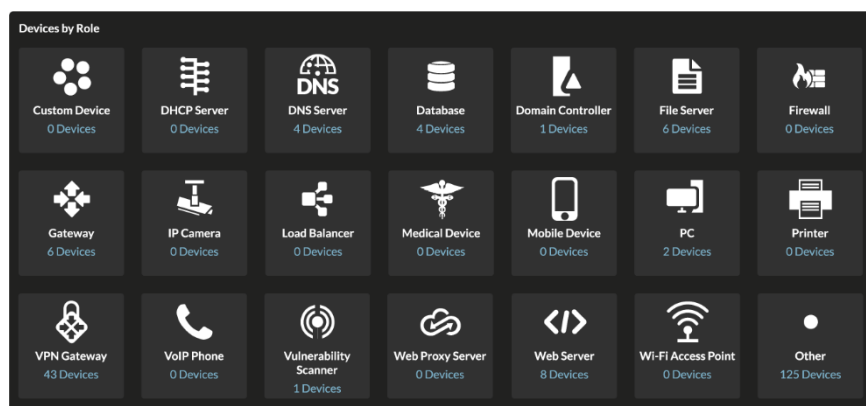 Devices by Role
DNS
Custom Device
0 Devices
DHCP Server
0 Devices
DNS Server
4 Devices
Database
4 Devices
Domain Controller
1 Devices
File Server
6 Devices
Firewall
0 Devices
Gateway
6 Devices
IP Camera
0 Devices
Load Balancer
0 Devices
Medical Device
0 Devices
Mobile Device
0 Devices
PC
2 Devices
Printer
0 Devices
VPN Gateway
43 Devices
VoIP Phone
0 Devices
Vulnerability
Scanner
1 Devices
Web Proxy Server
0 Devices
Web Server
8 Devices
Wi-Fi Access Point
0 Devices
Other
125 Devices